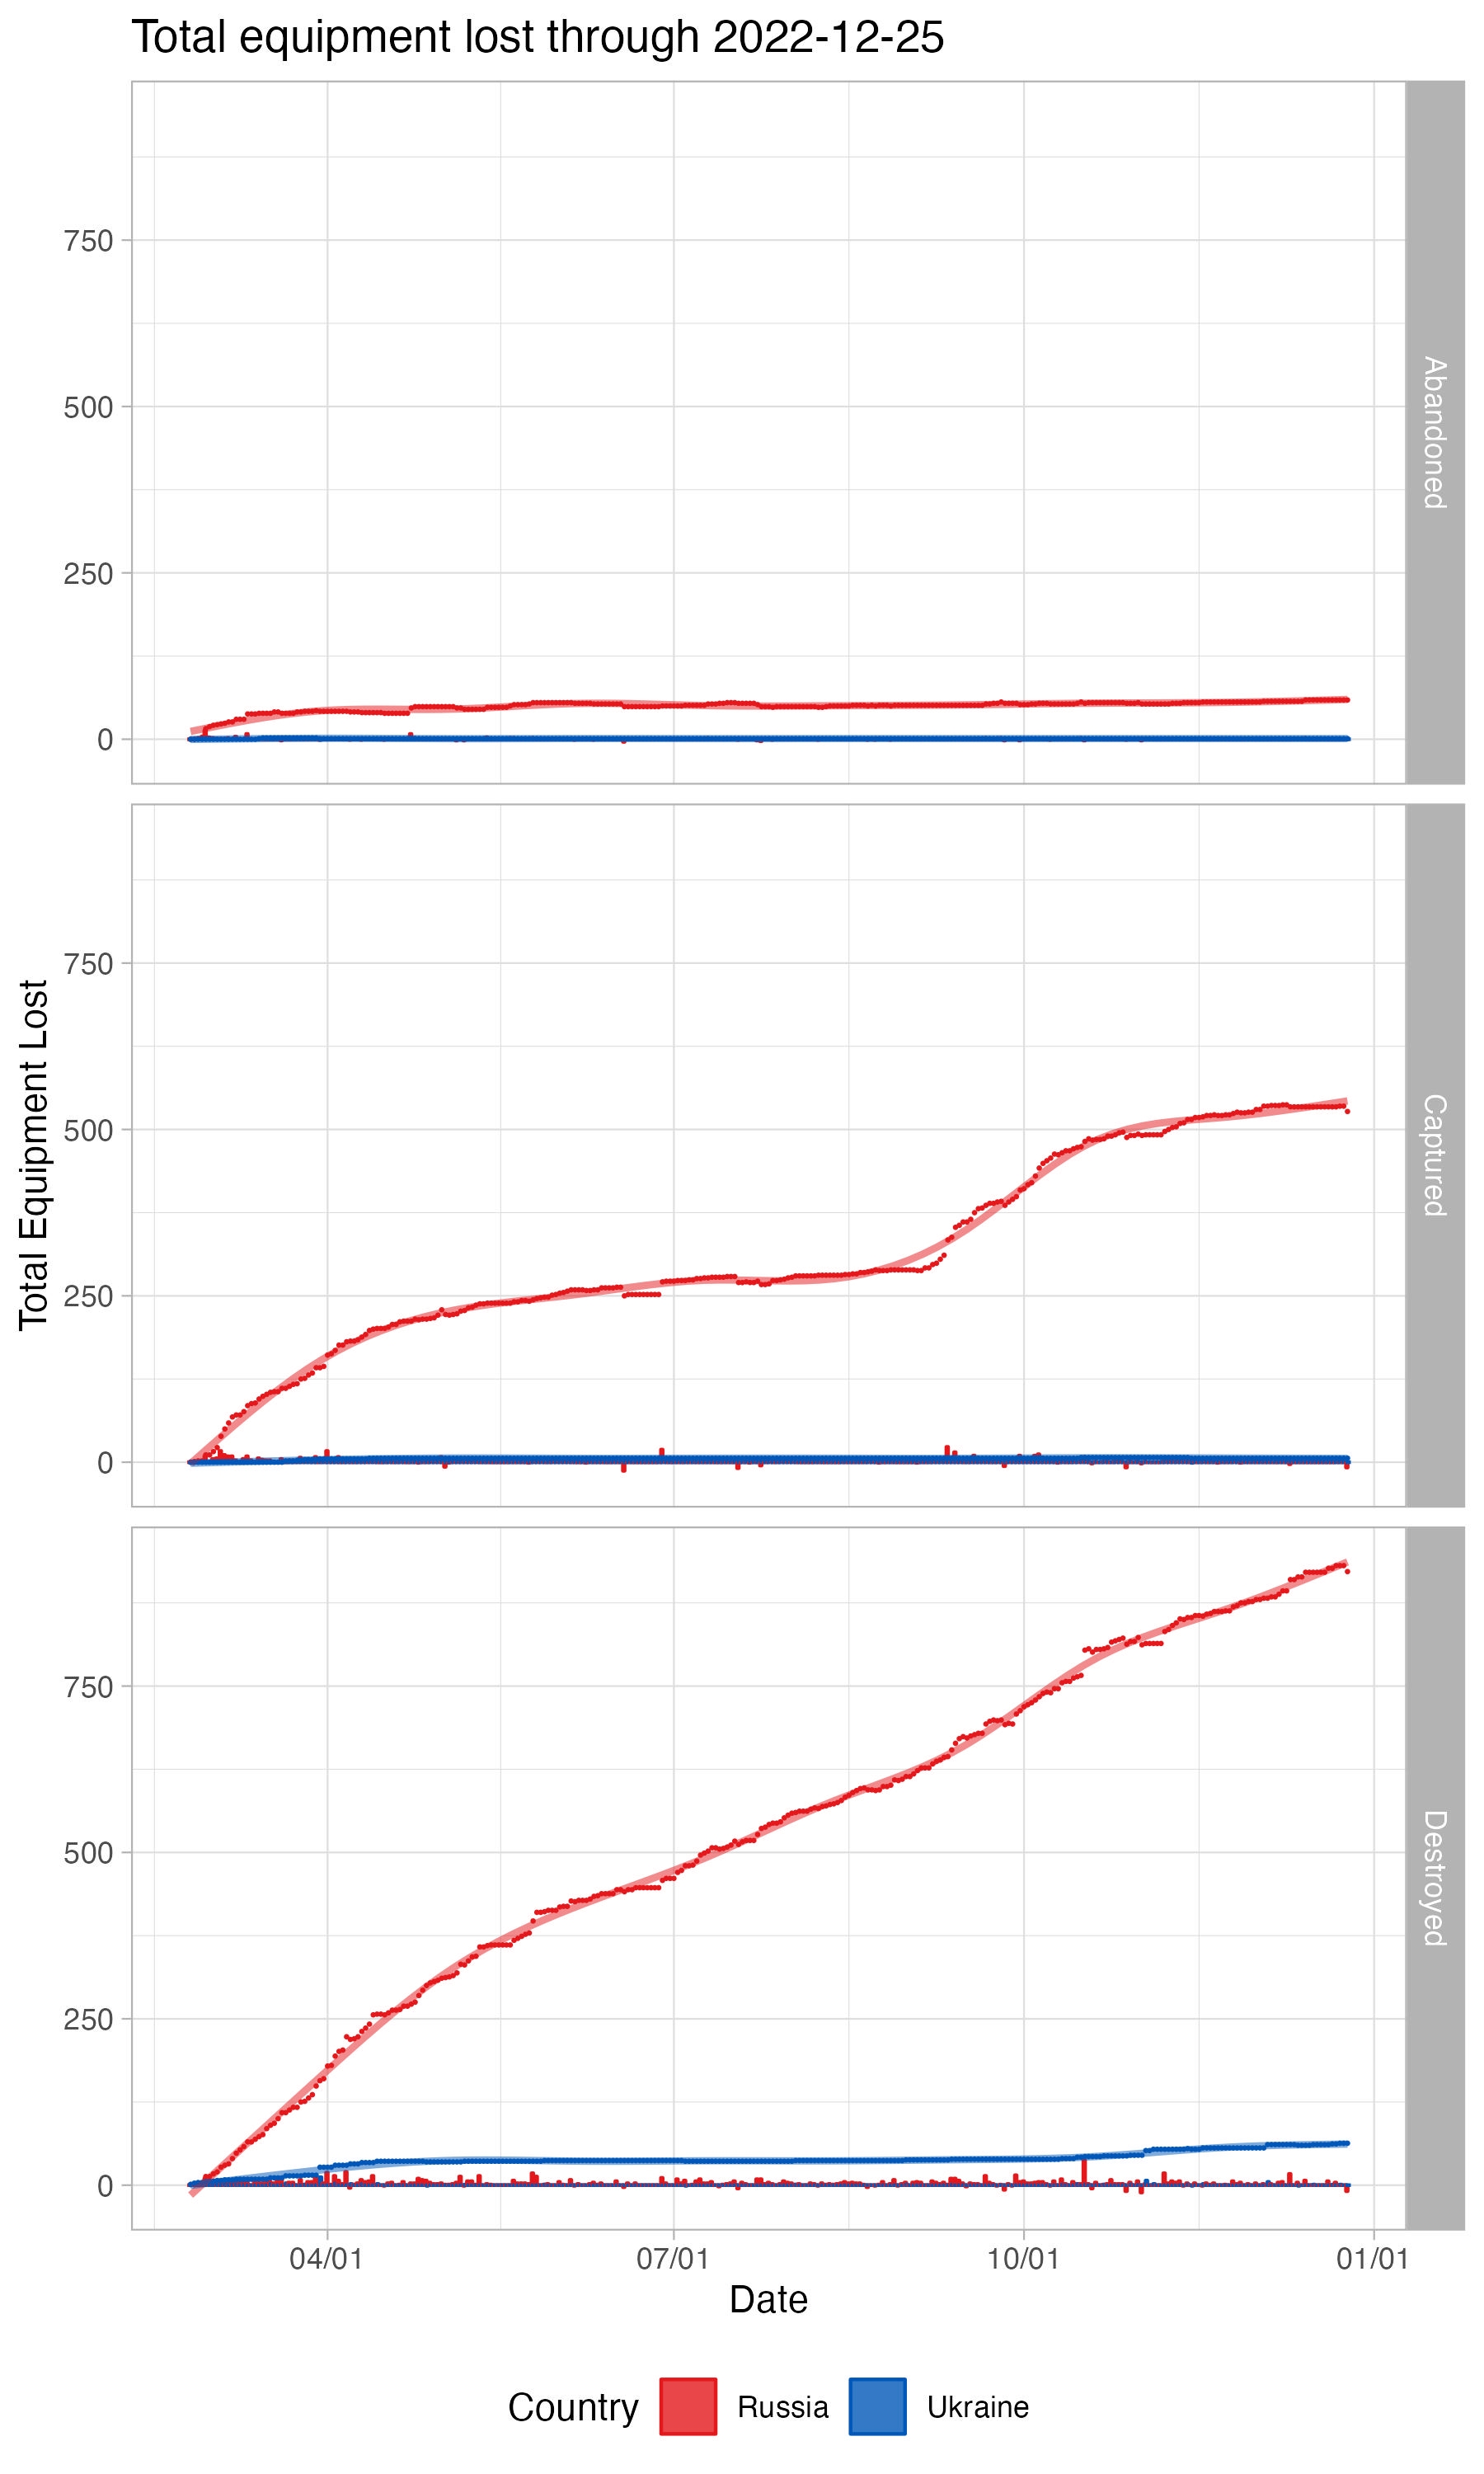 Total equipment lost through 2022-12-25
750
500
250
0
Abandoned
Total Equipment Lost
750
500
250
0
Captured
750
500
250
0
Destroyed
04/01 07/01 10/01 01/01
Date
Country Russia Ukraine